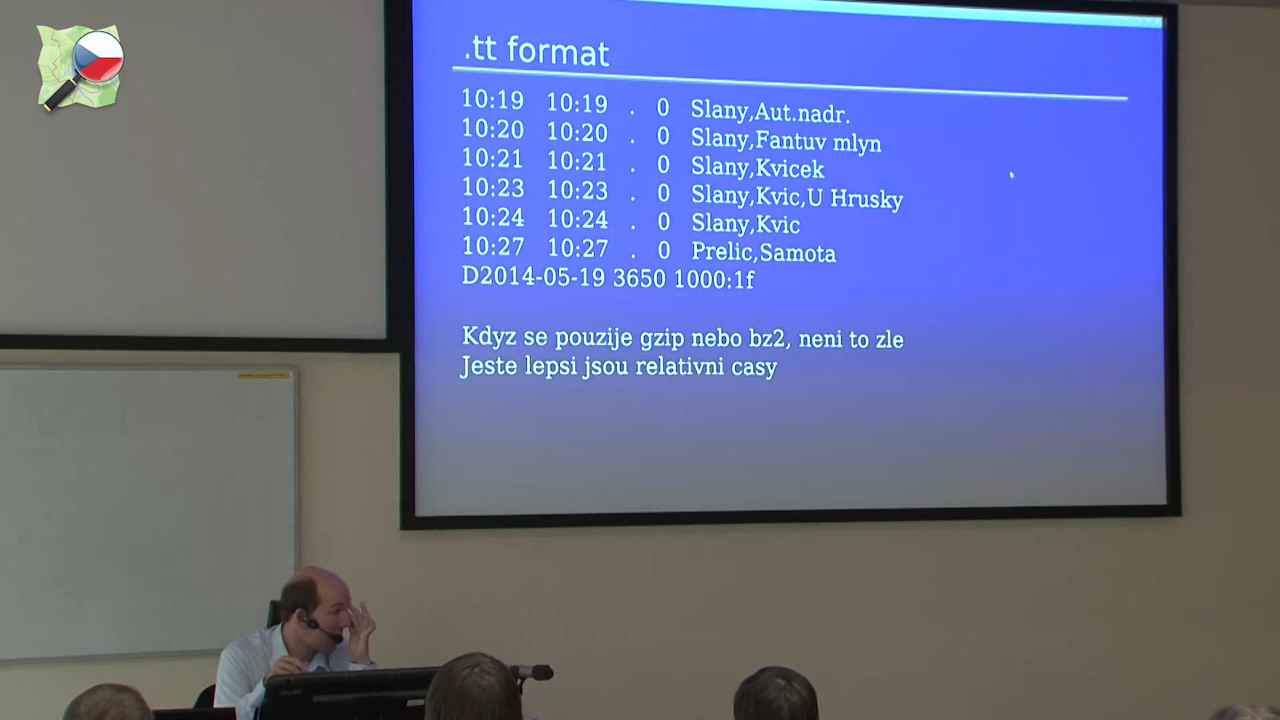 .tt format
10:19 10:19 . 0 Slany,Aut.nadr.
10:20 10:20 . 0 Slany,Fantuv mlyn
10:21 10:21 . 0 Slany,Kvicek
10:23 10:23 . 0 Slany,Kvic,U Hrusky
10:24 10:24 . 0 Slany,Kvic
10:27 10:27 . 0 Prelic,Samota
D2014-05-19 3650 1000:1f
Kdyz se pouzije gzip nebo bz2, neni to zle
Jeste lepsi jsou relativni casy